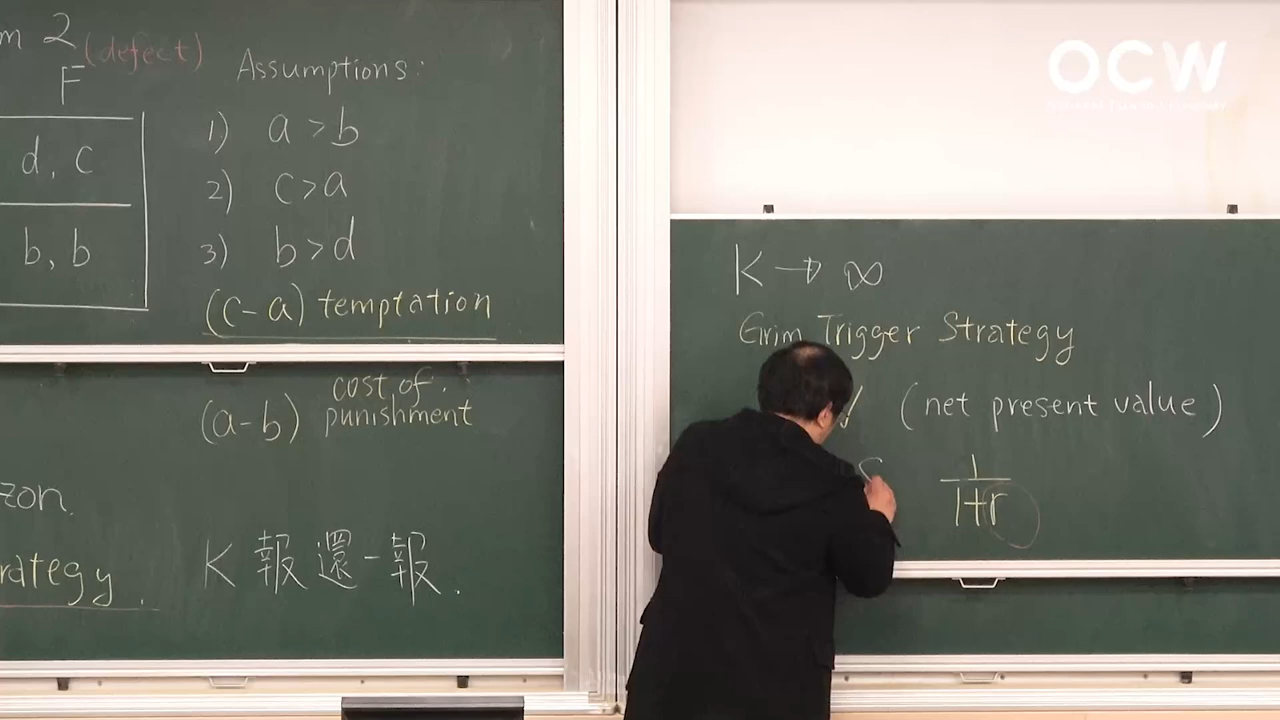 m 2
(defect)
F
d, c
b, b
Assumptions:
1) a > b
2) c > a
3) b > d
(c-a) temptation
(a-b) cost of punishment
zon.
rategy.
K 報還一報.
K → ∞
Grim Trigger Strategy
(net present value)
1
1+r
OCW